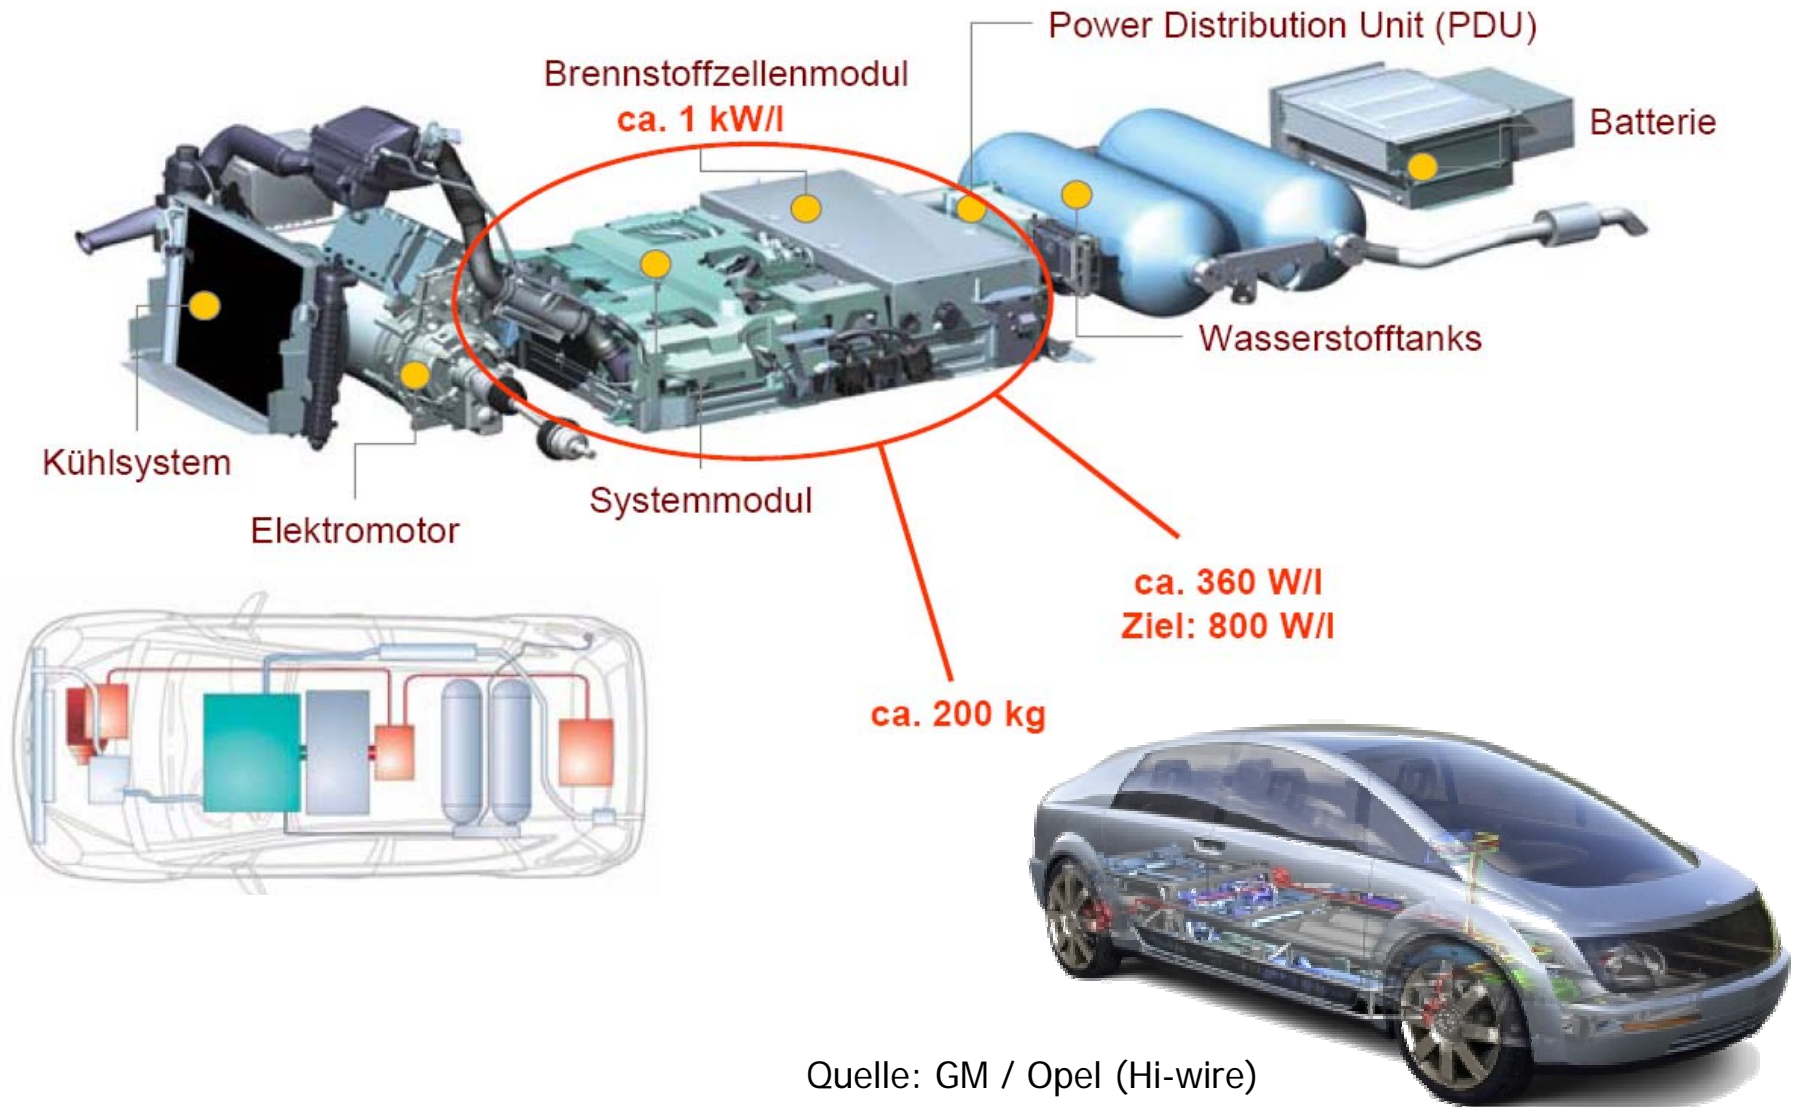 Power Distribution Unit (PDU)
Brennstoffzellenmodul
ca. 1 kW/l
Batterie
Wasserstofftanks
Kühlsystem
Systemmodul
Elektromotor
ca. 360 W/l
Ziel: 800 W/l
ca. 200 kg
Quelle: GM / Opel (Hi-wire)